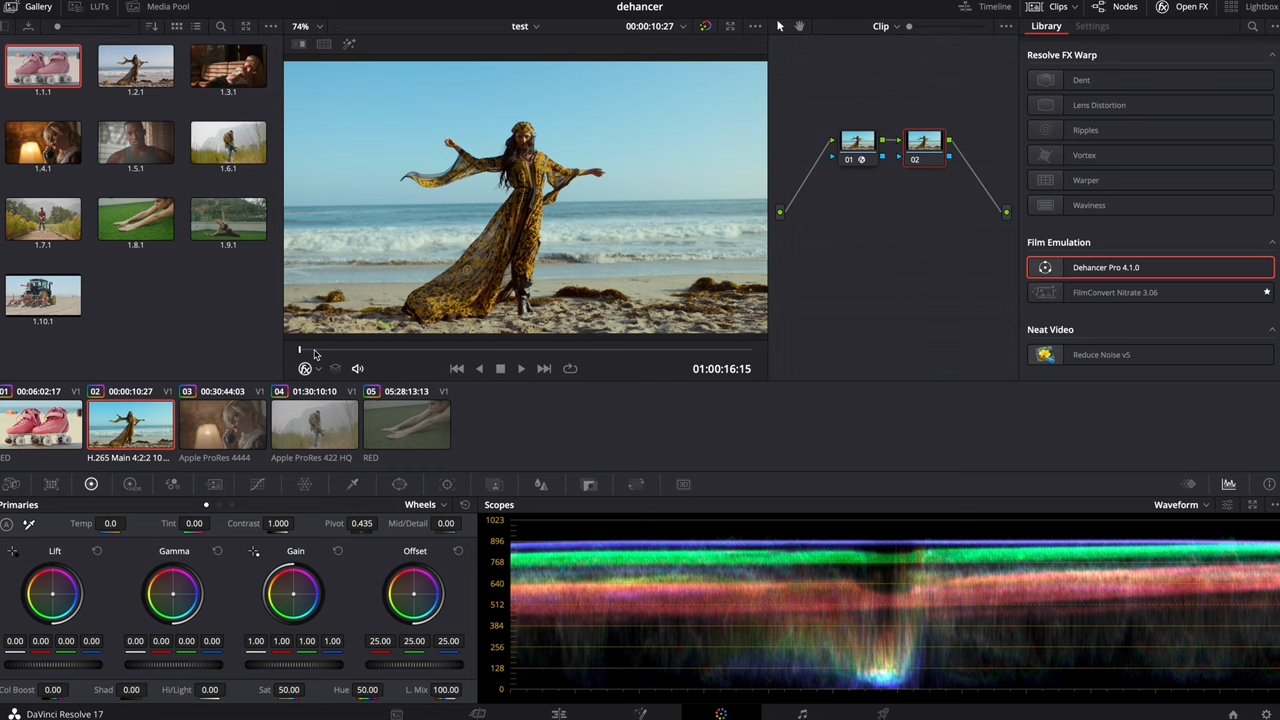 Gallery LUTs Media Pool dehancer Timeline Clips Nodes Open FX Lightbox
74% test 00:00:10:27 Clip Library Settings
Resolve FX Warp
Dent
Lens Distortion
Ripples
Vortex
Warper
Waviness
Film Emulation
Dehancer Pro 4.1.0
FilmConvert Nitrate 3.06
Neat Video
Reduce Noise v5
1.1.1 1.2.1 1.3.1
1.4.1 1.5.1 1.6.1
1.7.1 1.8.1 1.9.1
1.10.1
01 02
fx 01:00:16:15
01 00:06:02:17 V1 02 00:00:10:27 V1 03 00:30:44:03 V1 04 01:30:10:10 V1 05 05:28:13:13 V1
ED H.265 Main 4:2:2 10... Apple ProRes 4444 Apple ProRes 422 HQ RED
3D
Primaries Wheels
A Temp 0.0 Tint 0.00 Contrast 1.000 Pivot 0.435 Mid/Detail 0.00
Lift Gamma Gain Offset
0.00 0.00 0.00 0.00 0.00 0.00 0.00 0.00 1.00 1.00 1.00 1.00 25.00 25.00 25.00
Col Boost 0.00 Shad 0.00 Hi/Light 0.00 Sat 50.00 Hue 50.00 L. Mix 100.00
Scopes Waveform
1023
896
768
640
512
384
256
128
0
DaVinci Resolve 17